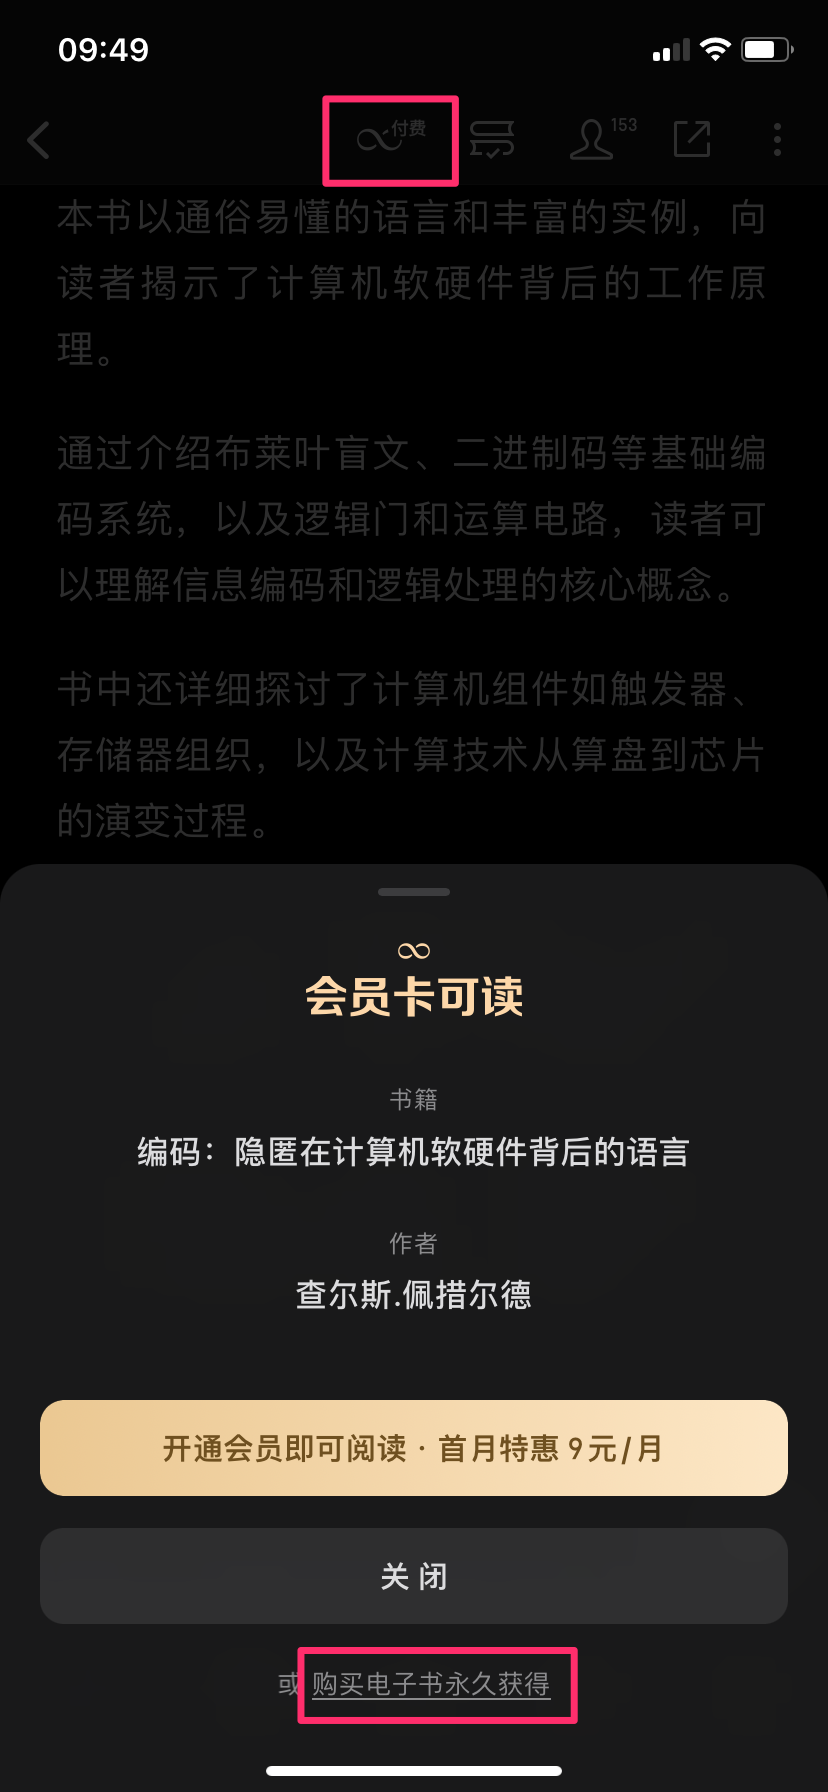 09:49
付费
153
本书以通俗易懂的语言和丰富的实例，向
读者揭示了计算机软硬件背后的工作原
理。
通过介绍布莱叶盲文、二进制码等基础编
码系统，以及逻辑门和运算电路，读者可
以理解信息编码和逻辑处理的核心概念。
书中还详细探讨了计算机组件如触发器、
存储器组织，以及计算技术从算盘到芯片
的演变过程。
会员卡可读
书籍
编码：隐匿在计算机软硬件背后的语言
作者
查尔斯.佩措尔德
开通会员即可阅读 · 首月特惠 9元/月
关闭
或 购买电子书永久获得